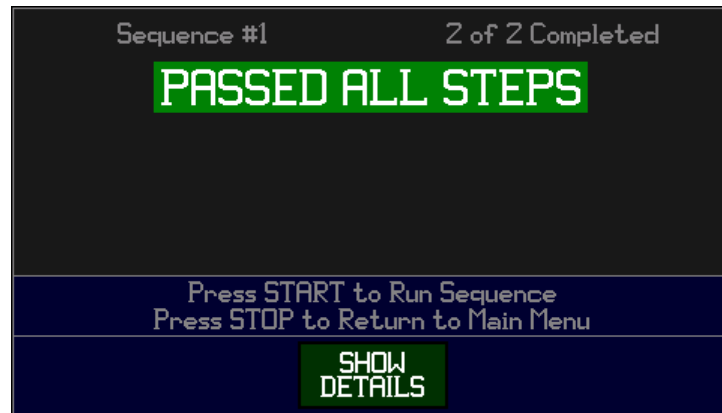 Sequence #1 2 of 2 Completed
PASSED ALL STEPS
Press START to Run Sequence
Press STOP to Return to Main Menu
SHOW
DETAILS